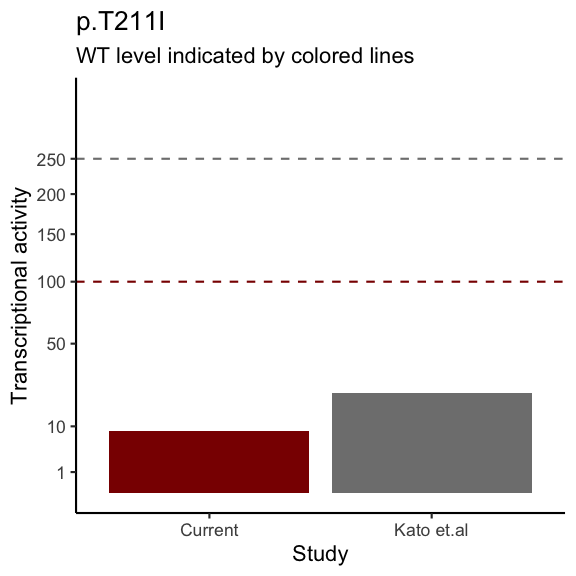 p.T211I
WT level indicated by colored lines
Transcriptional activity
250
200
150
100
50
10
1
Current
Kato et.al
Study